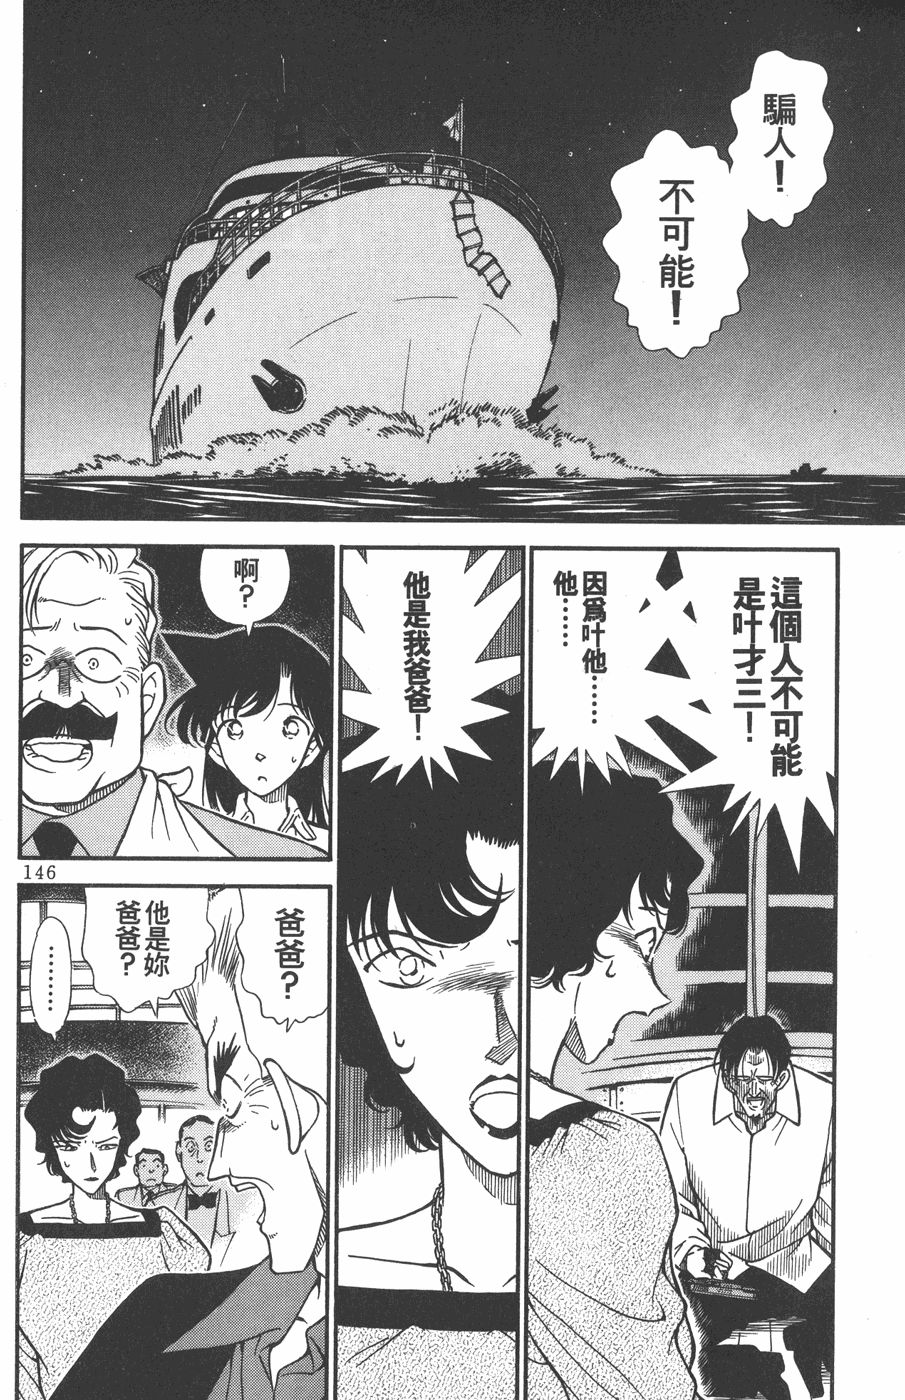 騙人！
不可能！
這個人不可能
是叶才三！
因爲叶他……
他……
他是我爸爸！
啊？
爸爸？
他是妳
爸爸？
………
146